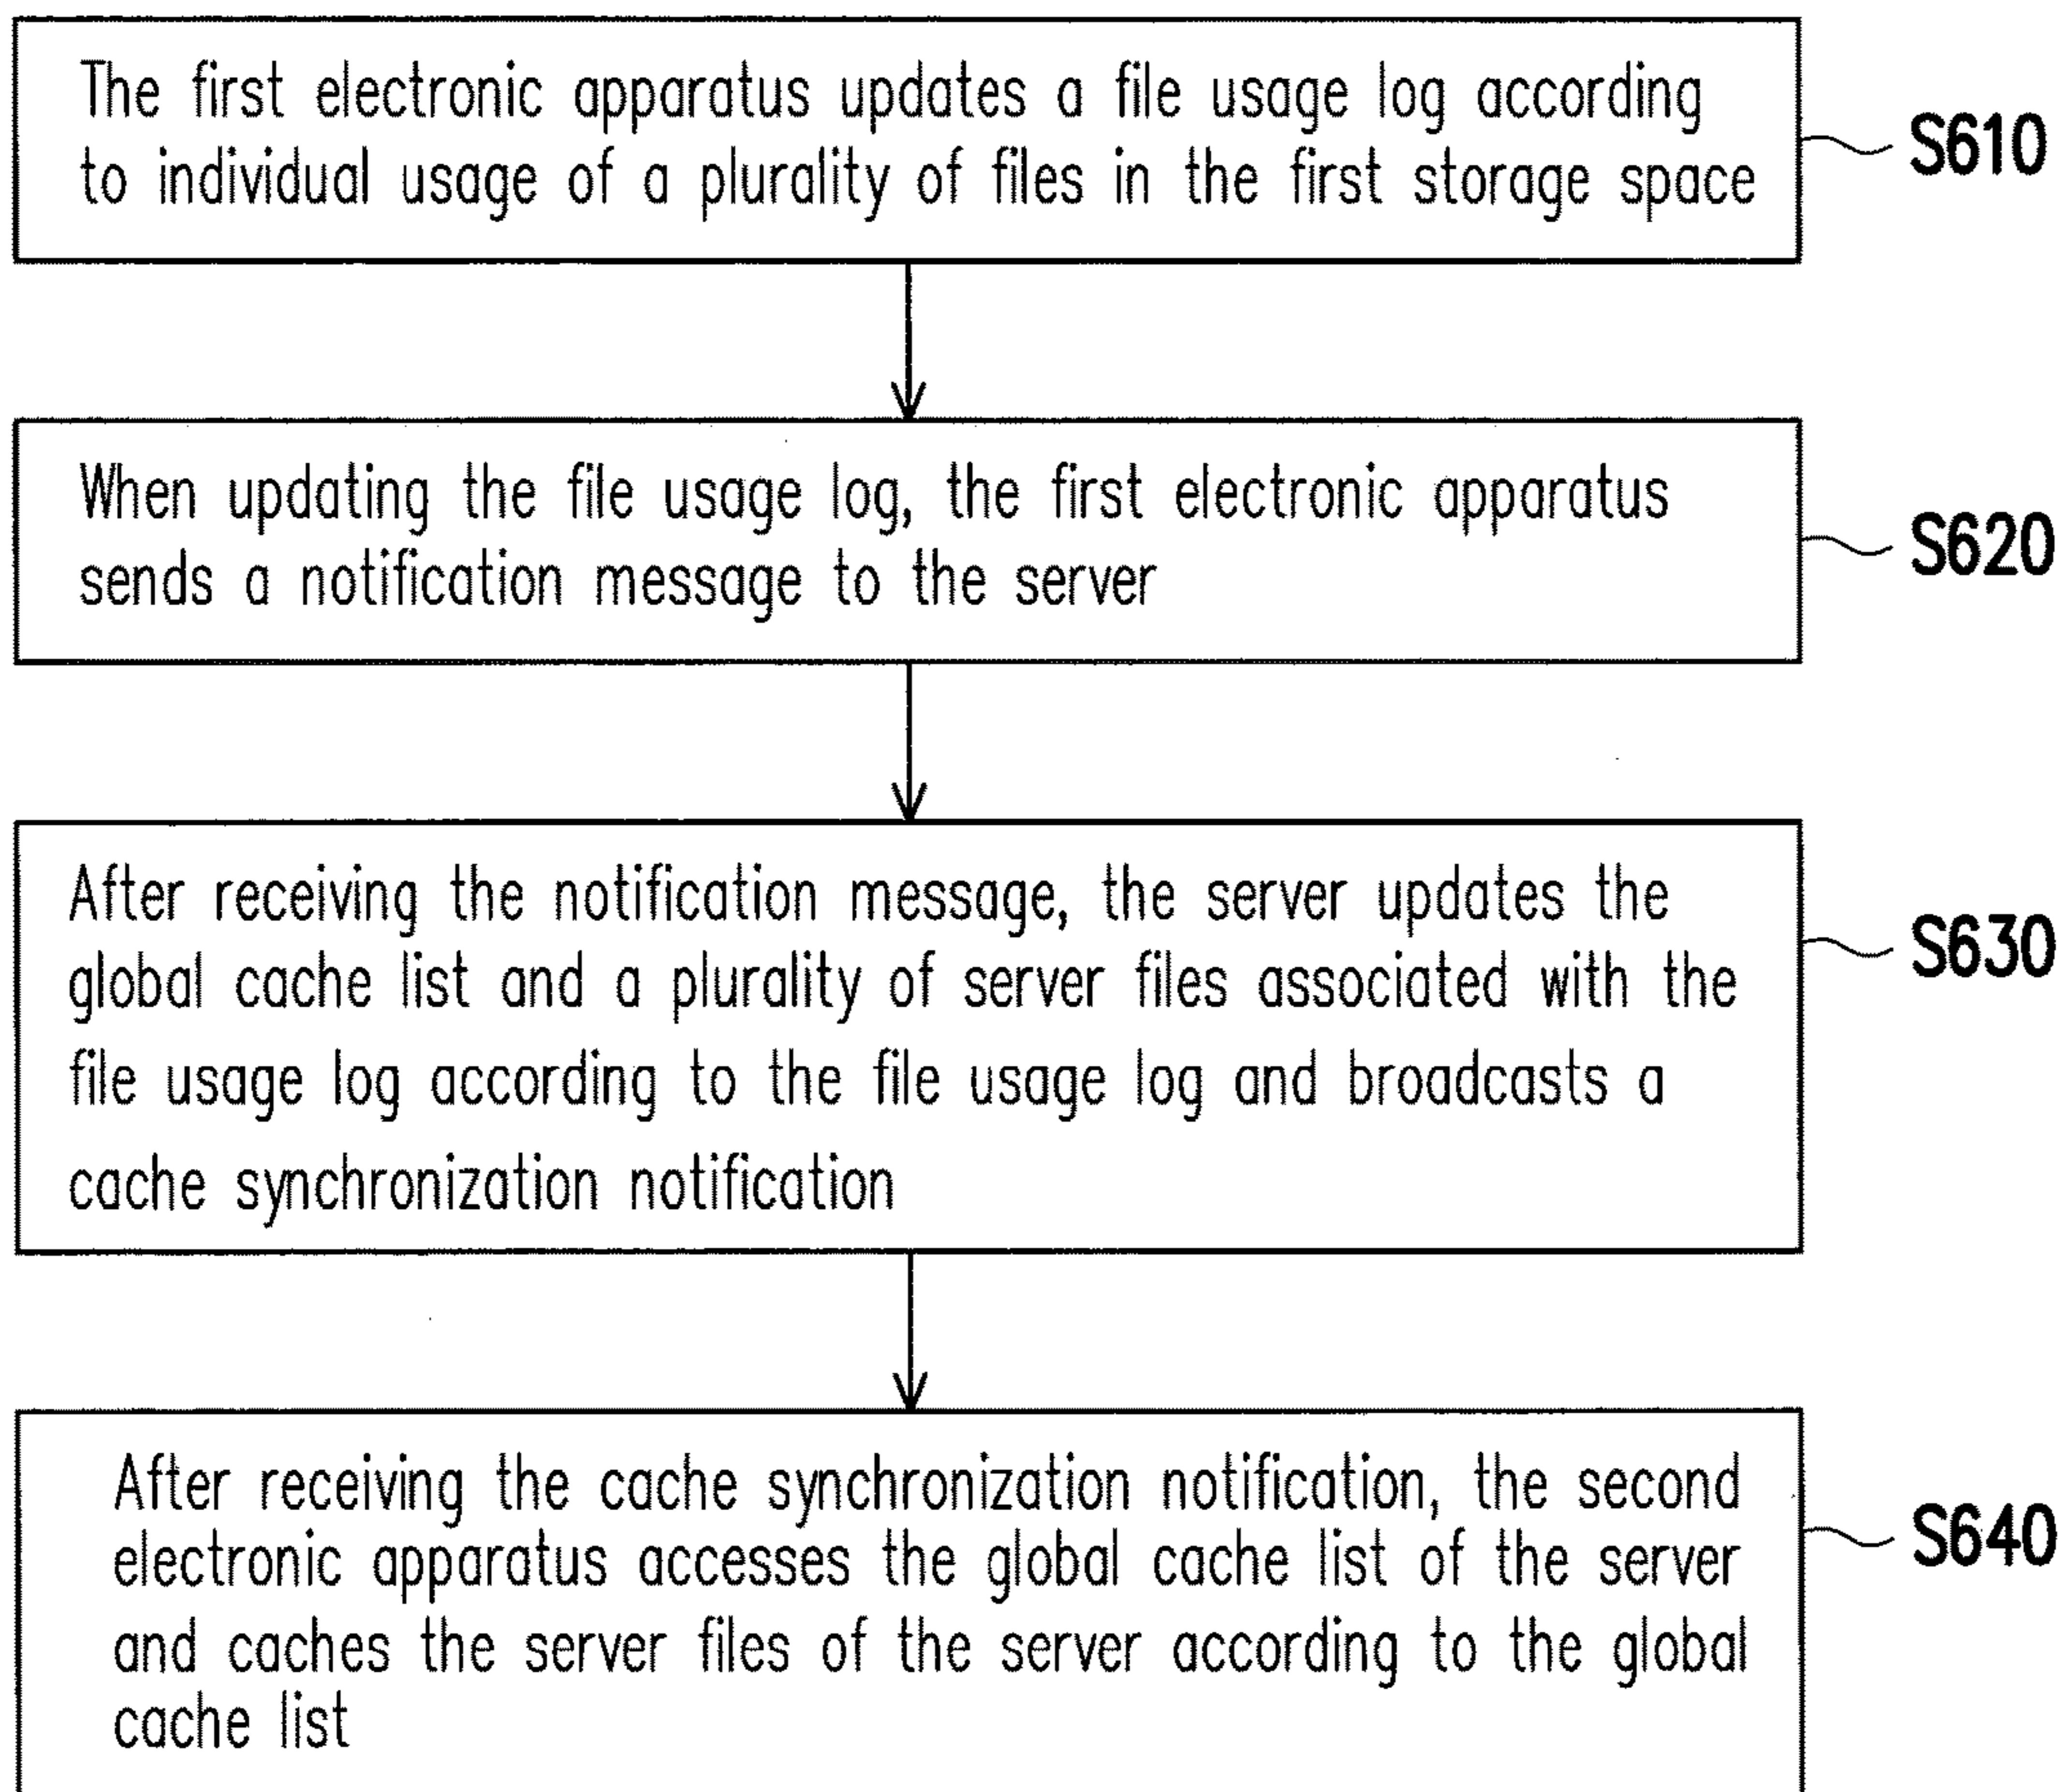 The first electronic apparatus updates a file usage log according
to individual usage of a plurality of files in the first storage space
S610
When updating the file usage log, the first electronic apparatus
sends a notification message to the server
S620
After receiving the notification message, the server updates the
global cache list and a plurality of server files associated with the
file usage log according to the file usage log and broadcasts a
cache synchronization notification
S630
After receiving the cache synchronization notification, the second
electronic apparatus accesses the global cache list of the server
and caches the server files of the server according to the global
cache list
S640